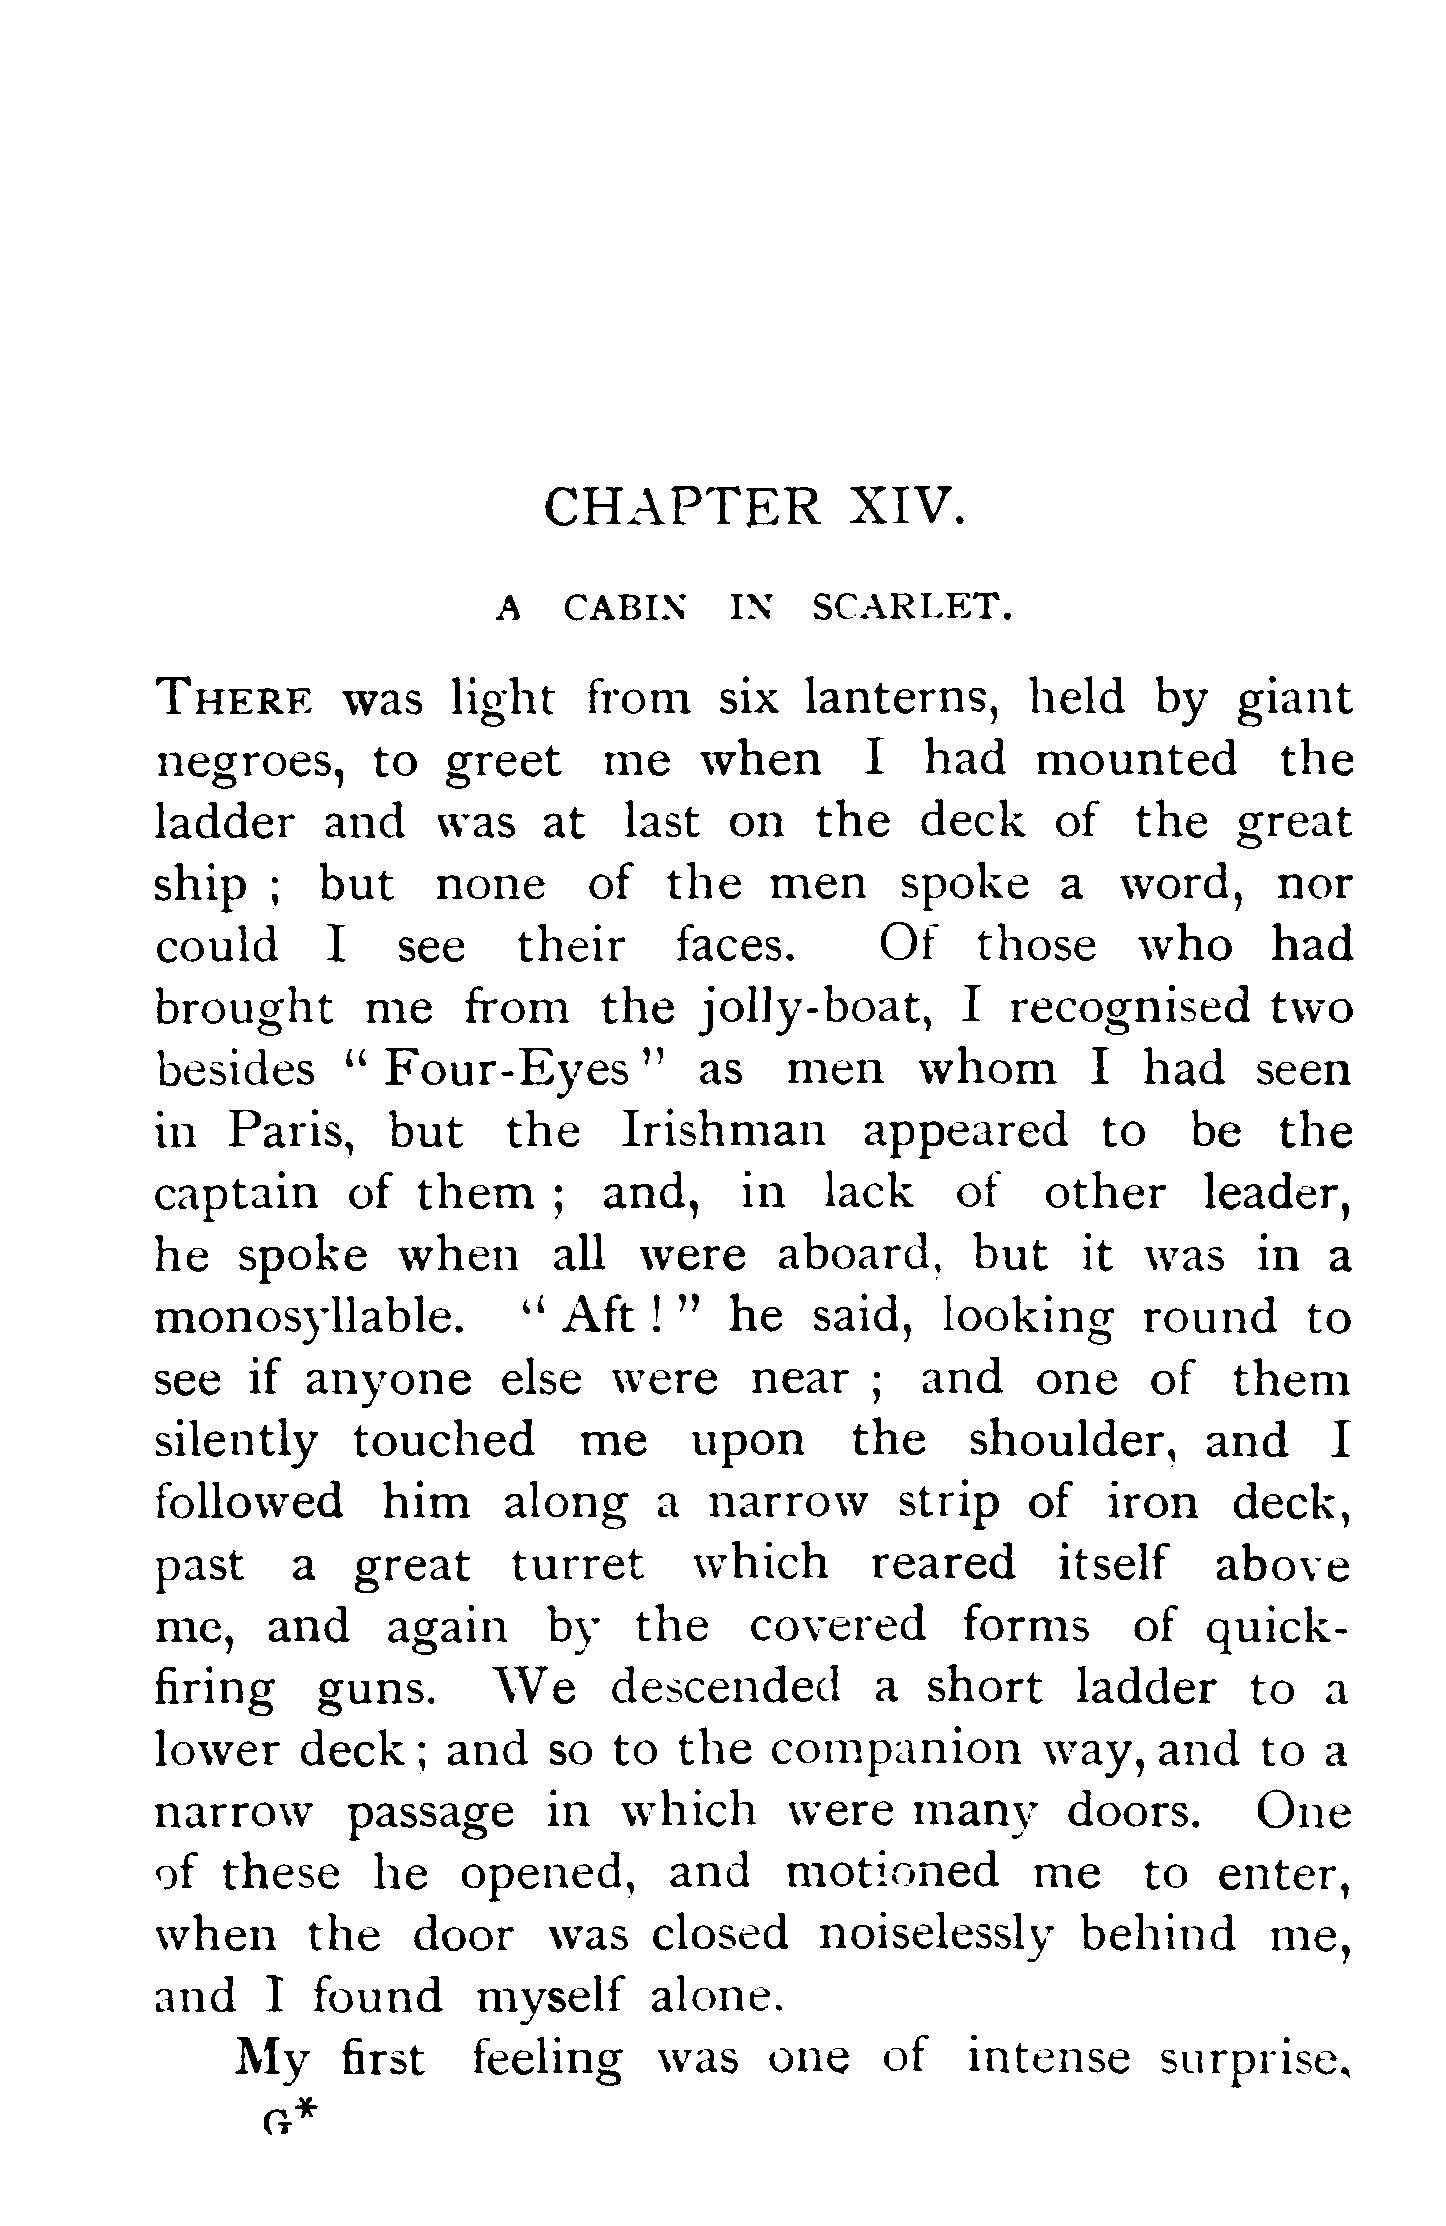 CHAPTER XIV.
A CABIN IN SCARLET.
THERE was light from six lanterns, held by giant
negroes, to greet me when I had mounted the
ladder and was at last on the deck of the great
ship ; but none of the men spoke a word, nor
could I see their faces. Of those who had
brought me from the jolly-boat, I recognised two
besides “ Four-Eyes ” as men whom I had seen
in Paris, but the Irishman appeared to be the
captain of them ; and, in lack of other leader,
he spoke when all were aboard, but it was in a
monosyllable. “ Aft ! ” he said, looking round to
see if anyone else were near ; and one of them
silently touched me upon the shoulder, and I
followed him along a narrow strip of iron deck,
past a great turret which reared itself above
me, and again by the covered forms of quick-
firing guns. We descended a short ladder to a
lower deck ; and so to the companion way, and to a
narrow passage in which were many doors. One
of these he opened, and motioned me to enter,
when the door was closed noiselessly behind me,
and I found myself alone.
My first feeling was one of intense surprise.
G*